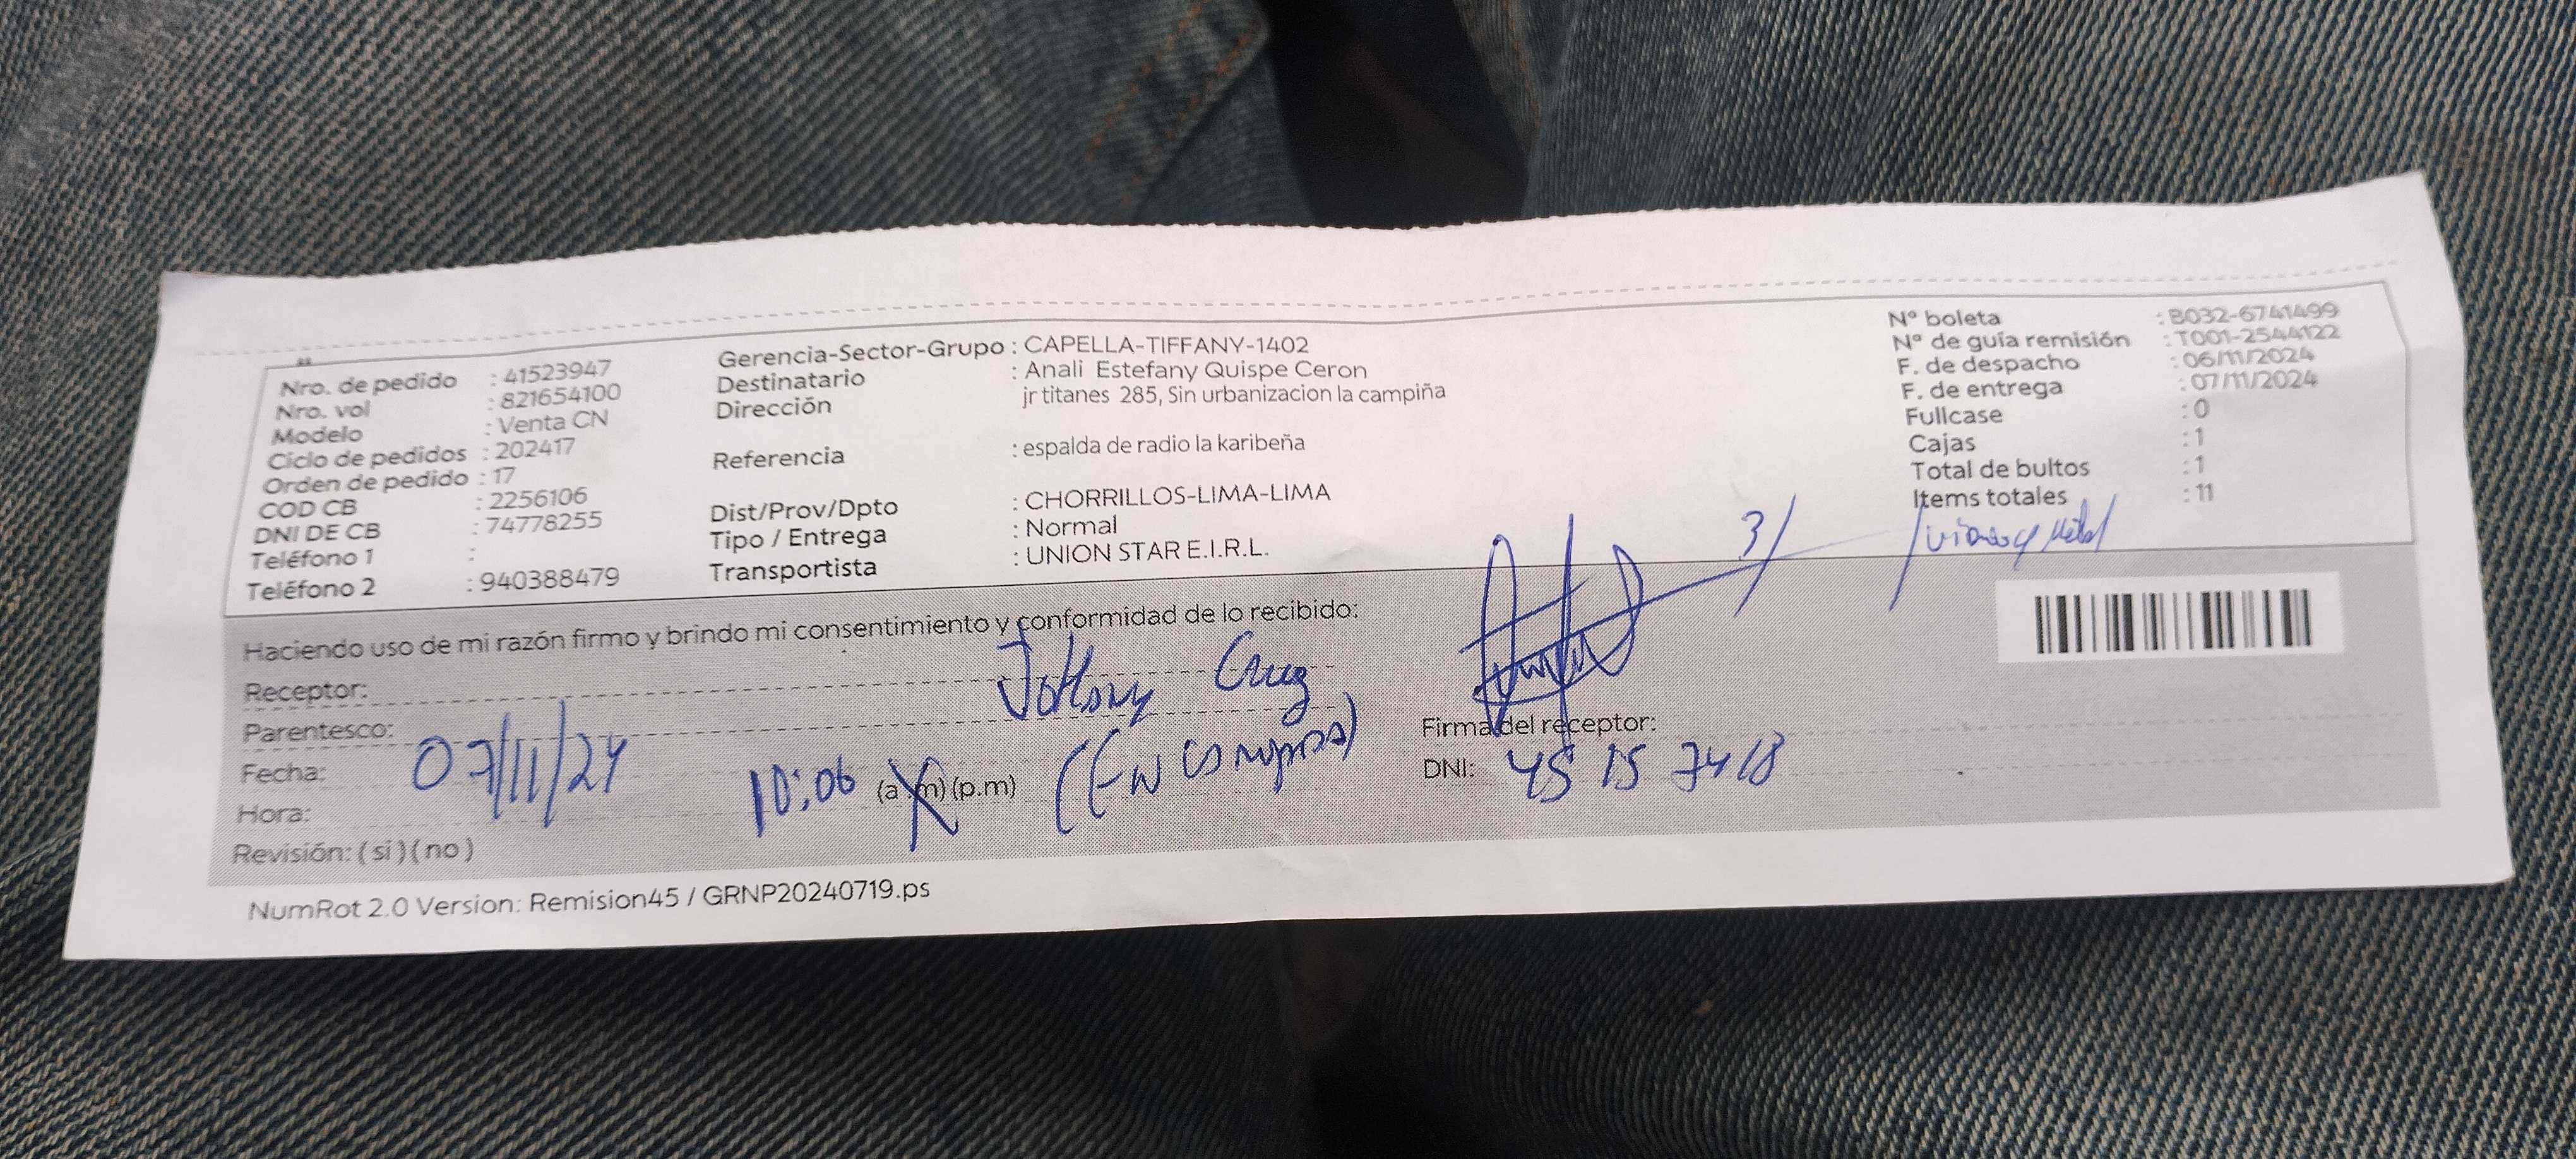 Nro. de pedido : 41523947
Nro. vol : 821654100
Modelo : Venta CN
Ciclo de pedidos : 202417
Orden de pedido : 17
COD CB : 2256106
DNI DE CB : 74778255
Teléfono 1 :
Teléfono 2 : 940388479
Gerencia-Sector-Grupo : CAPELLA-TIFFANY-1402
Destinatario : Anali Estefany Quispe Ceron
Dirección jr titanes 285, Sin urbanizacion la campiña
Referencia : espalda de radio la karibeña
Dist/Prov/Dpto : CHORRILLOS-LIMA-LIMA
Tipo / Entrega : Normal
Transportista : UNION STAR E.I.R.L.
N° boleta : B032-6741499
N° de guía remisión : T001-2544122
F. de despacho : 06/11/2024
F. de entrega : 07/11/2024
Fullcase : 0
Cajas : 1
Total de bultos : 1
Items totales : 11
3/
Haciendo uso de mi razón firmo y brindo mi consentimiento y conformidad de lo recibido:
Receptor: Jothony Cruz
Parentesco:
Fecha: 07/11/24
Hora: 10:06 (a.m) (p.m)
Revisión: ( si ) ( no )
Firma del receptor:
DNI: 45 15 7418
NumRot 2.0 Version: Remision45 / GRNP20240719.ps